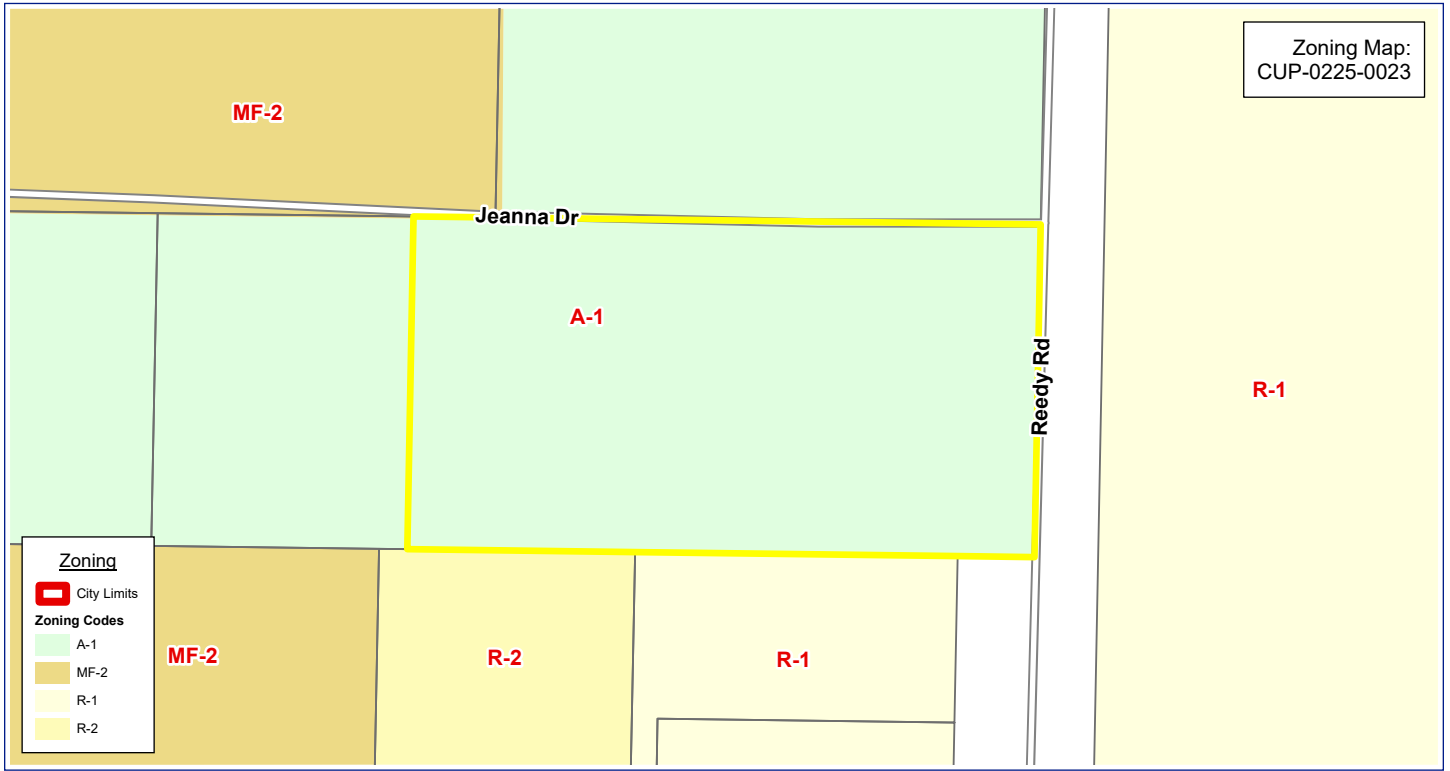 Zoning Map:
CUP-0225-0023
MF-2
Jeanna Dr
A-1
Reedy Rd
R-1
Zoning
City Limits
Zoning Codes
A-1
MF-2
R-1
R-2
MF-2
R-2
R-1